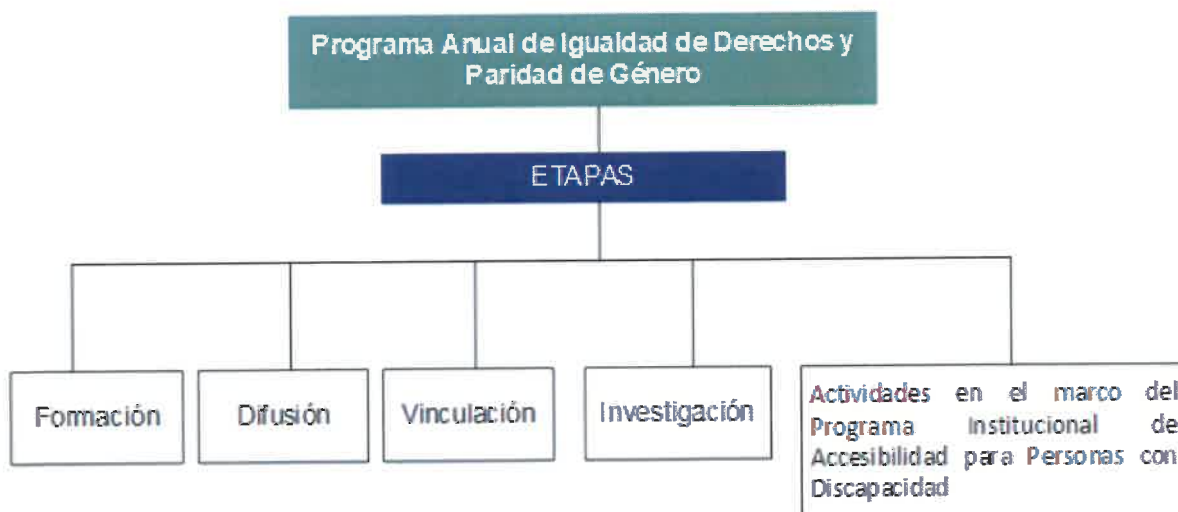 Programa Anual de Igualdad de Derechos y
Paridad de Género
ETAPAS
Formación
Difusión
Vinculación
Investigación
Actividades en el marco del
Programa Institucional de
Accesibilidad para Personas con
Discapacidad